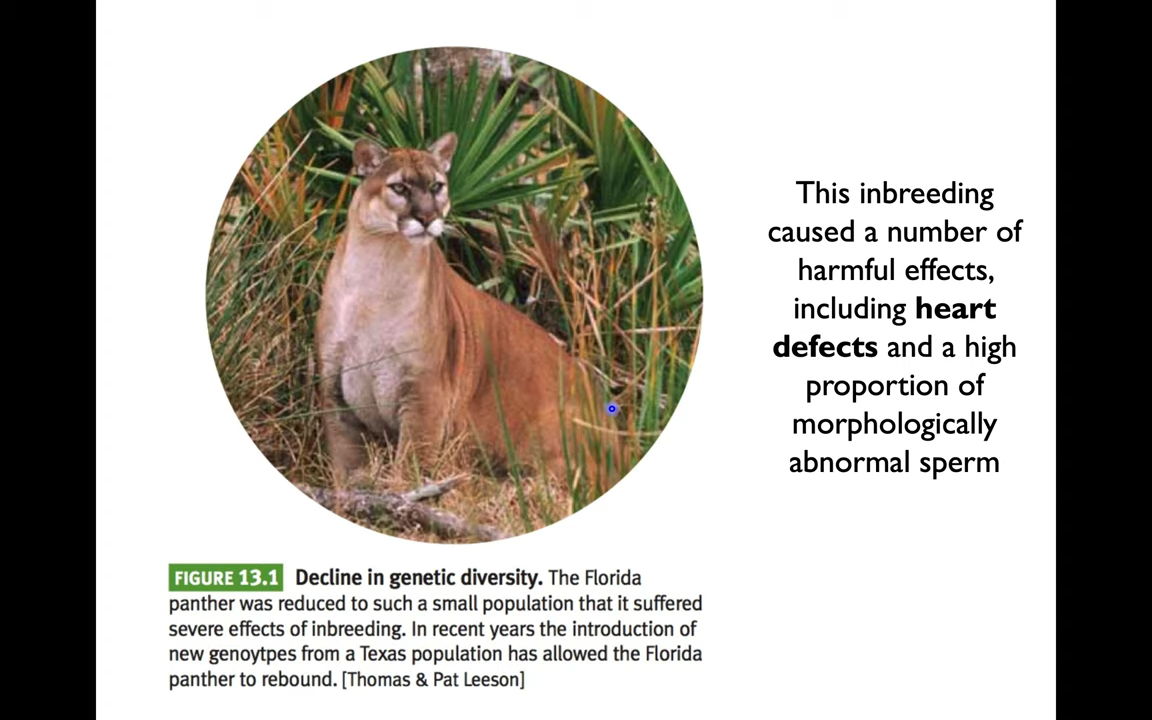 This inbreeding
caused a number of
harmful effects,
including heart
defects and a high
proportion of
morphologically
abnormal sperm
FIGURE 13.1 Decline in genetic diversity. The Florida
panther was reduced to such a small population that it suffered
severe effects of inbreeding. In recent years the introduction of
new genoytpes from a Texas population has allowed the Florida
panther to rebound. [Thomas & Pat Leeson]